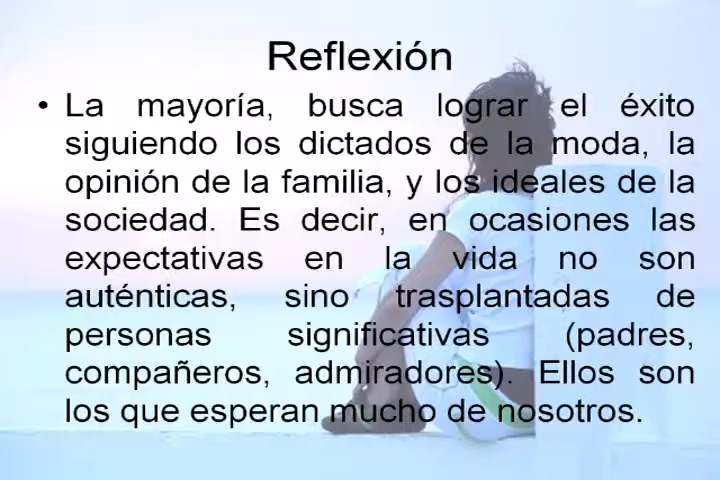 Reflexión
• La mayoría, busca lograr el éxito
siguiendo los dictados de la moda, la
opinión de la familia, y los ideales de la
sociedad. Es decir, en ocasiones las
expectativas en la vida no son
auténticas, sino trasplantadas de
personas significativas (padres,
compañeros, admiradores). Ellos son
los que esperan mucho de nosotros.